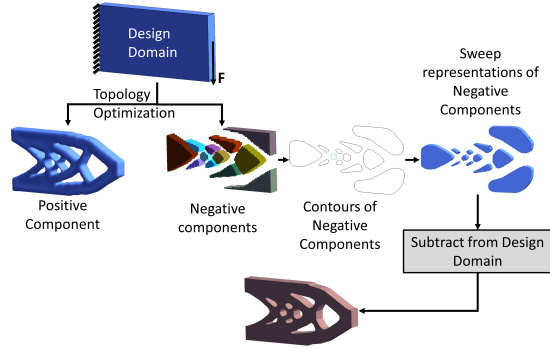 Design
Domain
F
Topology
Optimization
Sweep
representations of
Negative
Components
Positive
Component
Negative
components
Contours of
Negative
Components
Subtract from Design
Domain